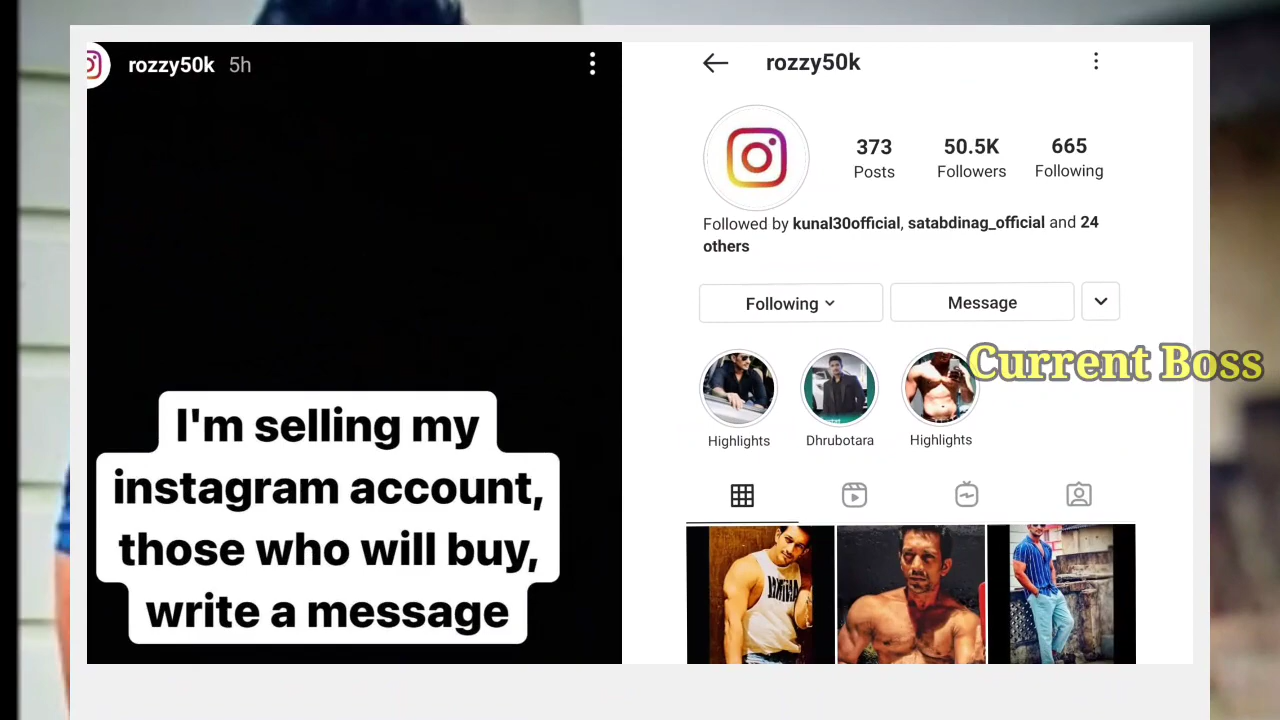 rozzy50k 5h
I'm selling my
instagram account,
those who will buy,
write a message
rozzy50k
373 50.5K 665
Posts Followers Following
Followed by kunal30official, satabdinag_official and 24
others
Following Message
Current Boss
Highlights Dhrubotara Highlights